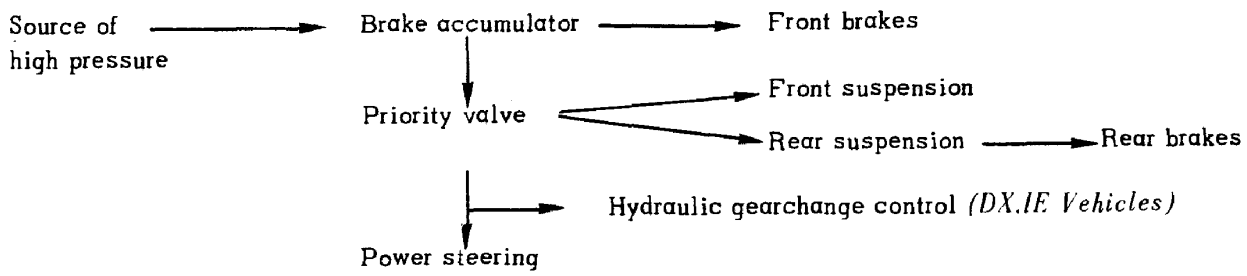 Source of
high pressure
Brake accumulator
Front brakes
Priority valve
Front suspension
Rear suspension
Rear brakes
Hydraulic gearchange control (DX.IE Vehicles)
Power steering